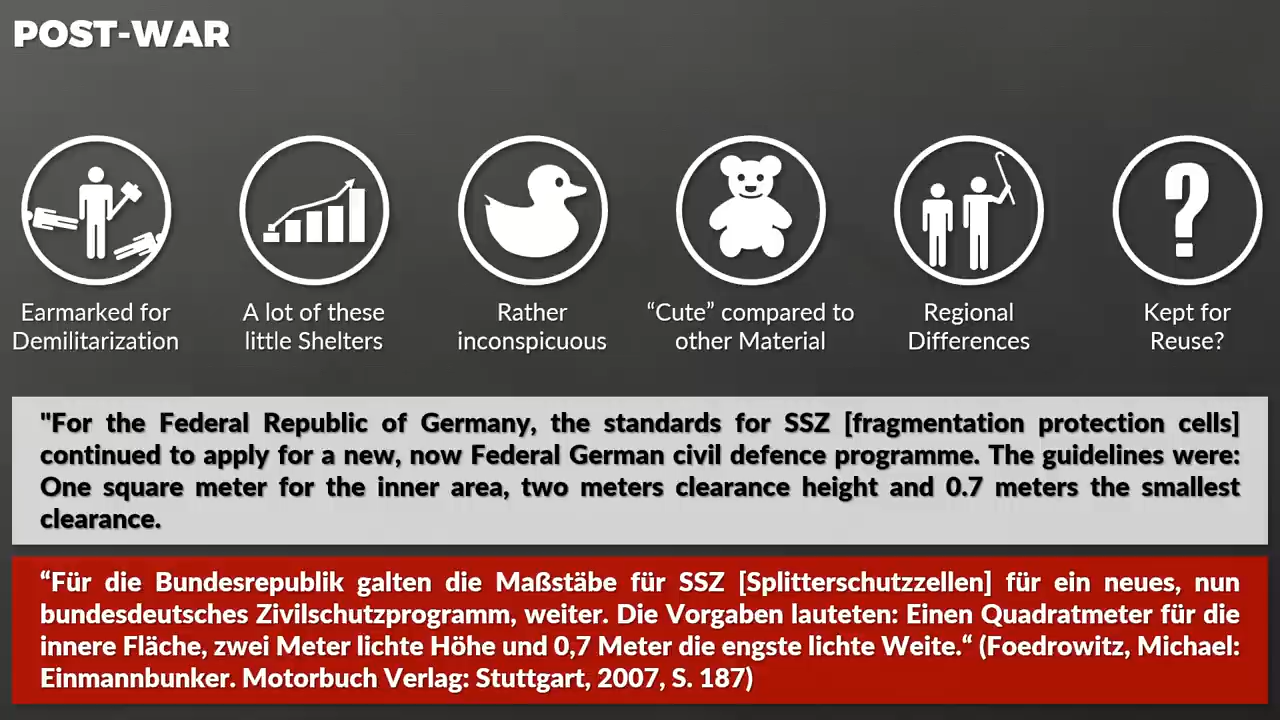 POST-WAR
Earmarked for
Demilitarization
A lot of these
little Shelters
Rather
inconspicuous
“Cute” compared to
other Material
Regional
Differences
?
Kept for
Reuse?
"For the Federal Republic of Germany, the standards for SSZ [fragmentation protection cells]
continued to apply for a new, now Federal German civil defence programme. The guidelines were:
One square meter for the inner area, two meters clearance height and 0.7 meters the smallest
clearance.
“Für die Bundesrepublik galten die Maßstäbe für SSZ [Splitterschutzzellen] für ein neues, nun
bundesdeutsches Zivilschutzprogramm, weiter. Die Vorgaben lauteten: Einen Quadratmeter für die
innere Fläche, zwei Meter lichte Höhe und 0,7 Meter die engste lichte Weite.“ (Foedrowitz, Michael:
Einmannbunker. Motorbuch Verlag: Stuttgart, 2007, S. 187)